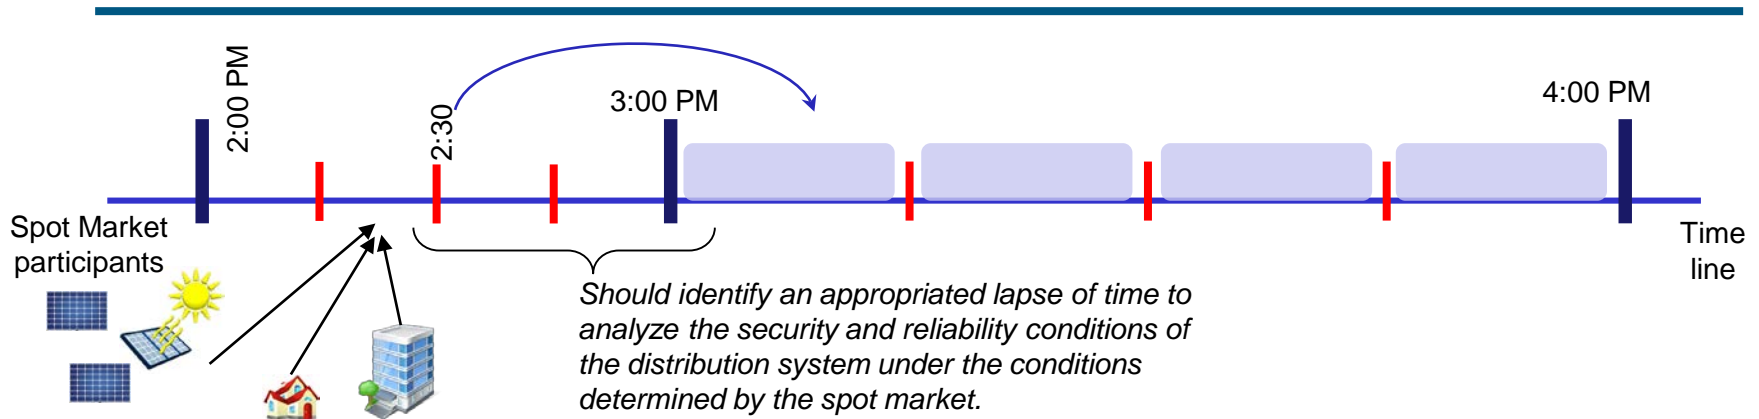 2:00 PM
2:30
3:00 PM
4:00 PM
Spot Market
participants
Time
line
Should identify an appropriated lapse of time to
analyze the security and reliability conditions of
the distribution system under the conditions
determined by the spot market.